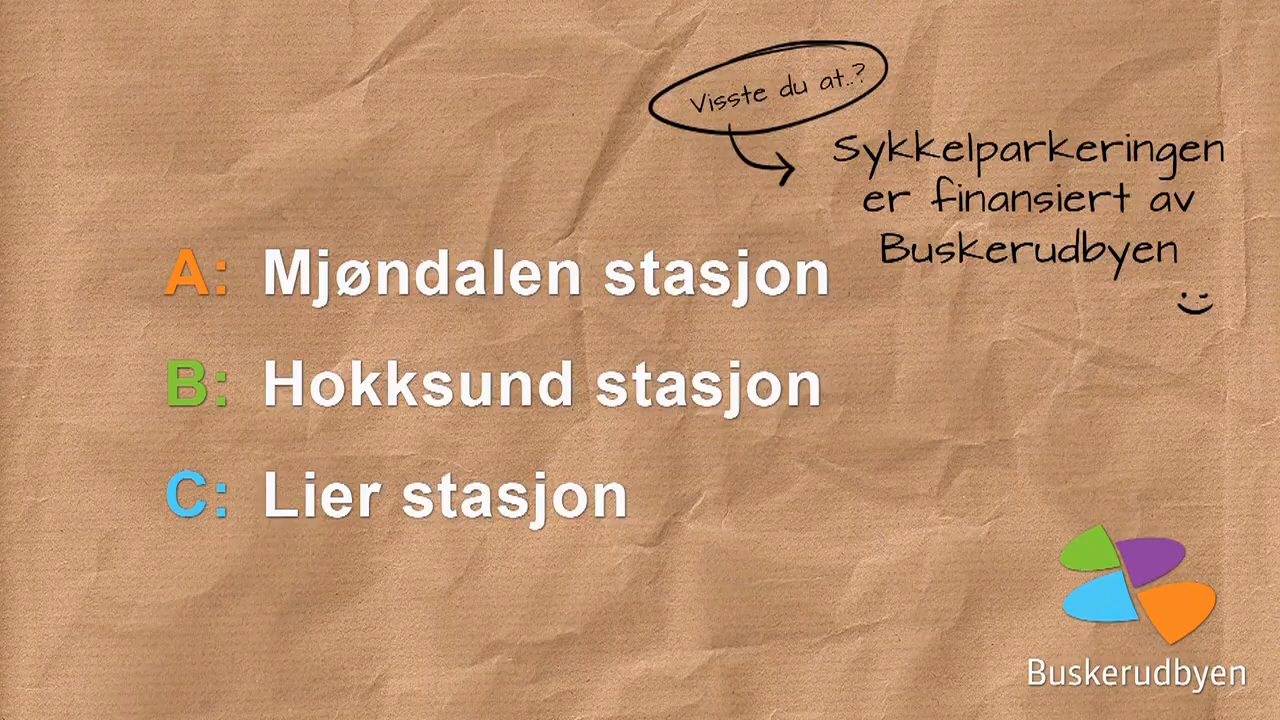 Visste du at..?
Sykkelparkeringen
er finansiert av
Buskerudbyen
A: Mjøndalen stasjon
B: Hokksund stasjon
C: Lier stasjon
Buskerudbyen